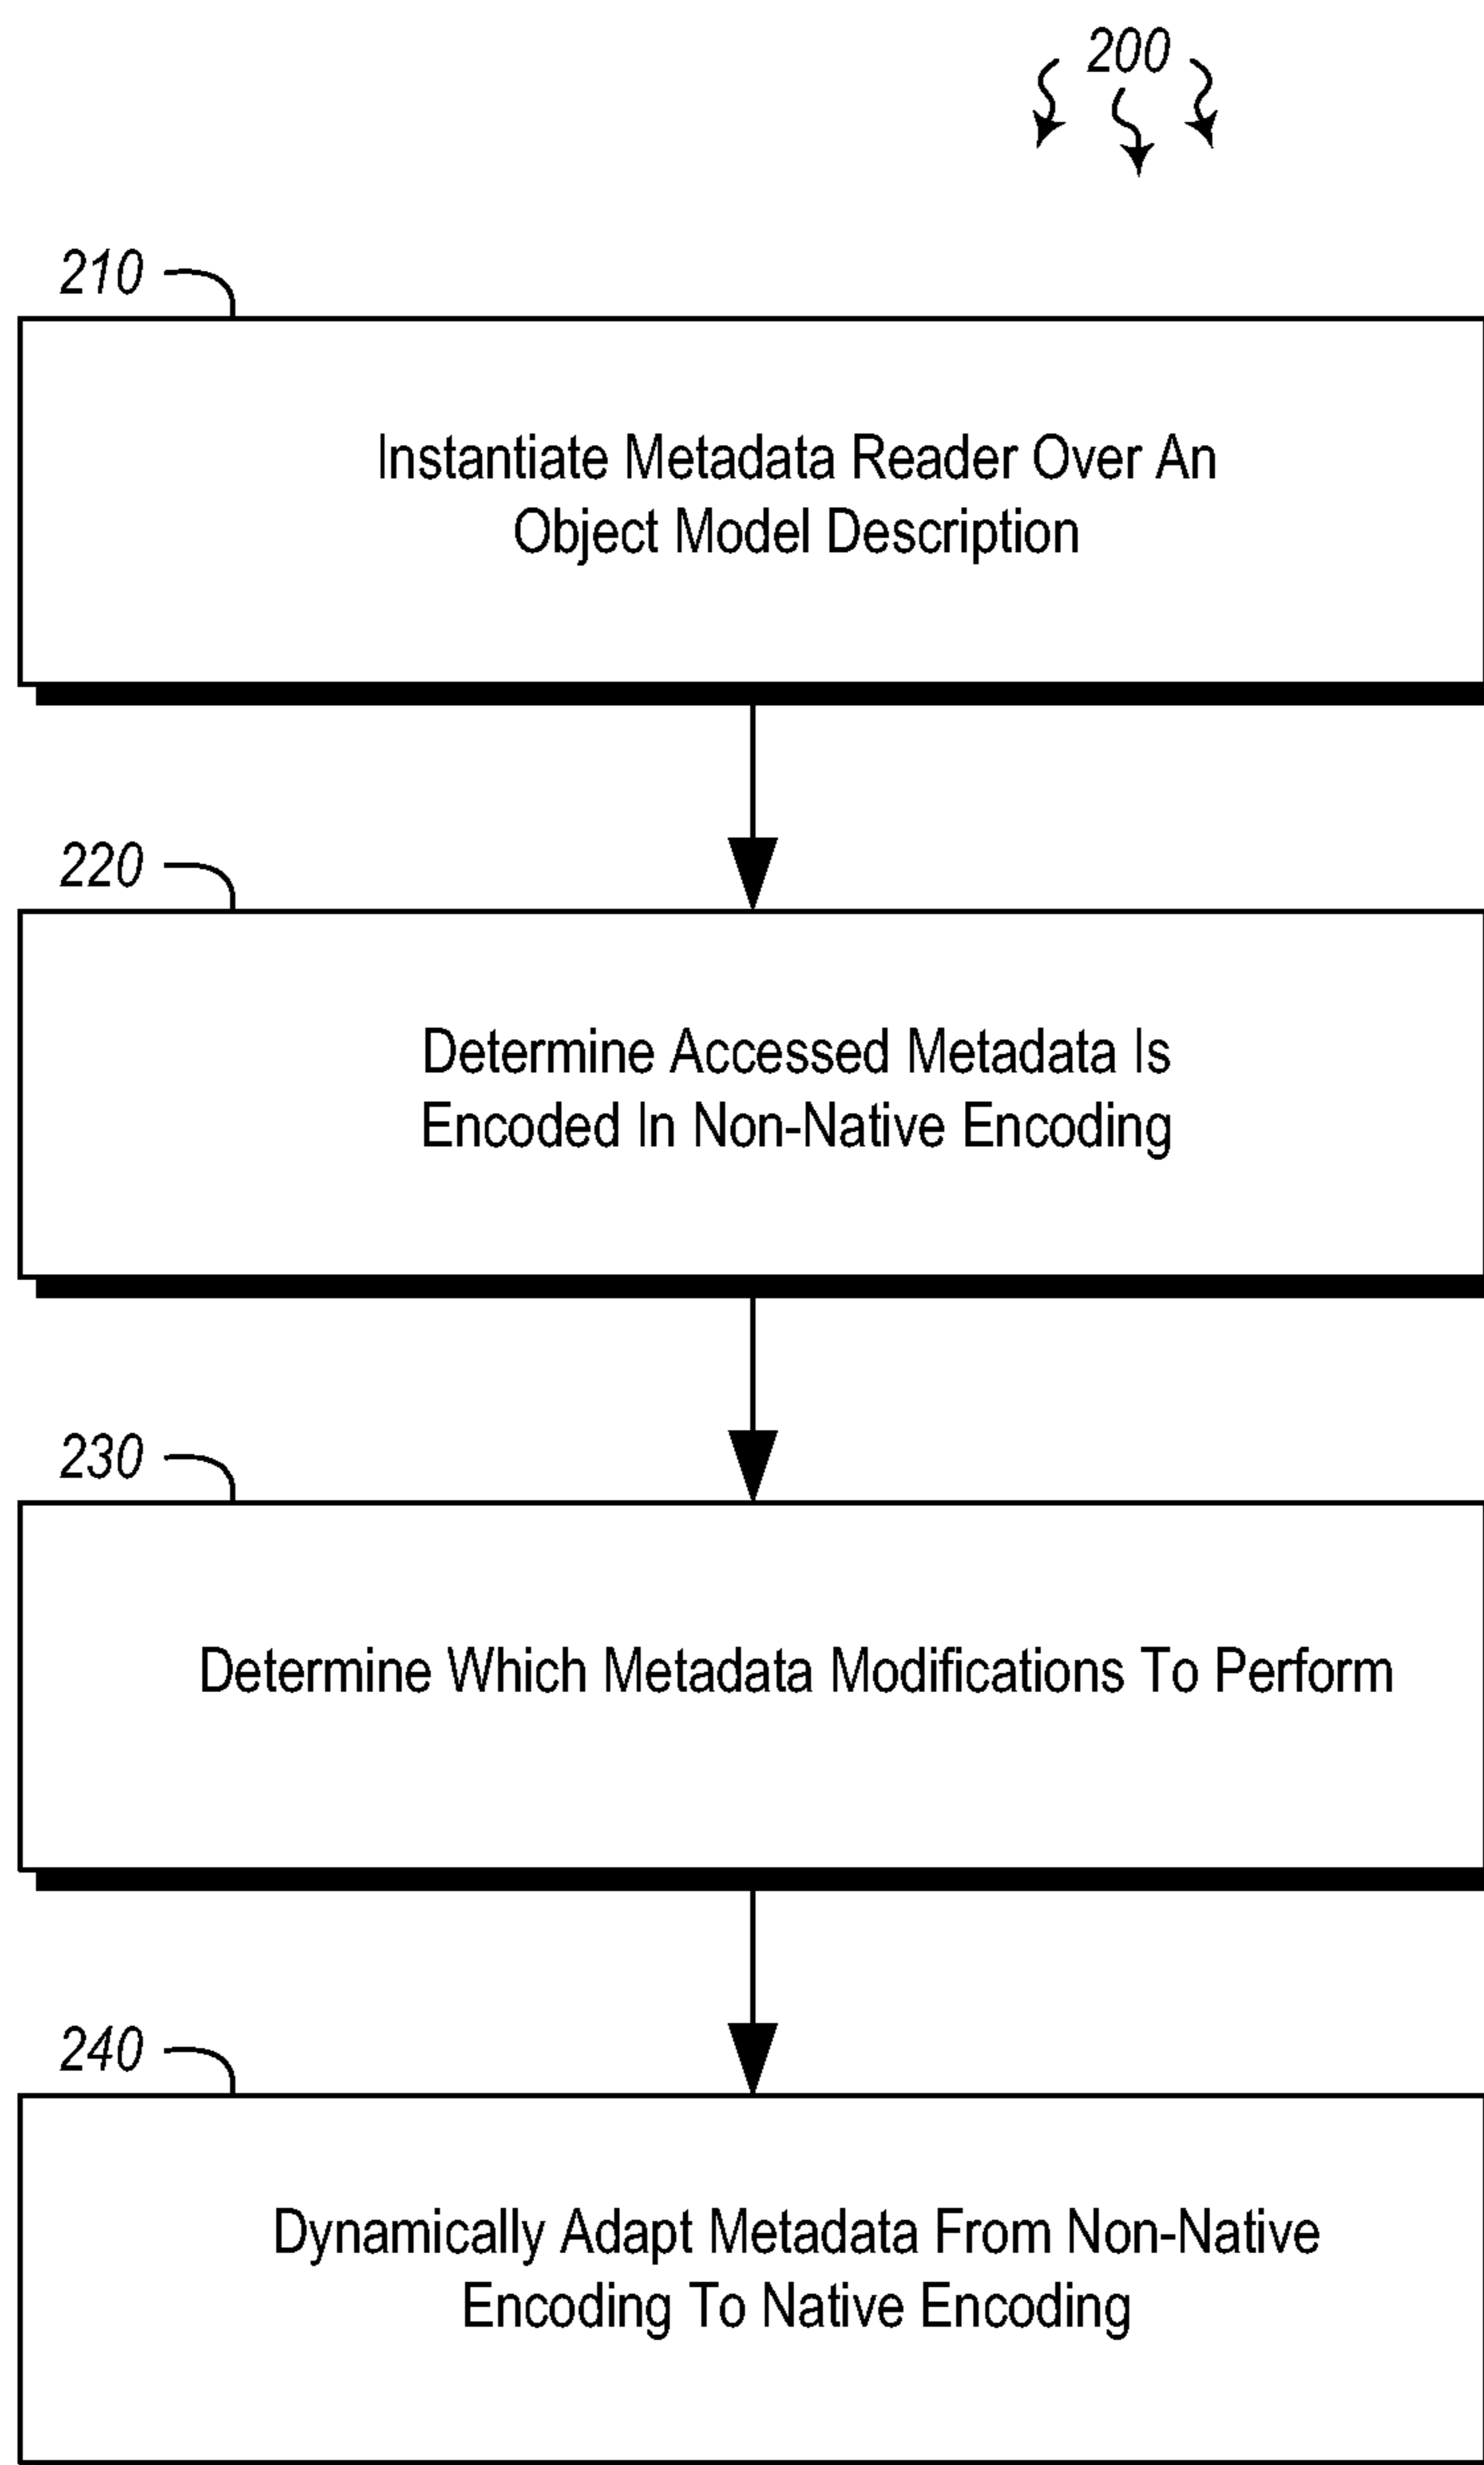 200
210
Instantiate Metadata Reader Over An
Object Model Description
220
Determine Accessed Metadata Is
Encoded In Non-Native Encoding
230
Determine Which Metadata Modifications To Perform
240
Dynamically Adapt Metadata From Non-Native
Encoding To Native Encoding